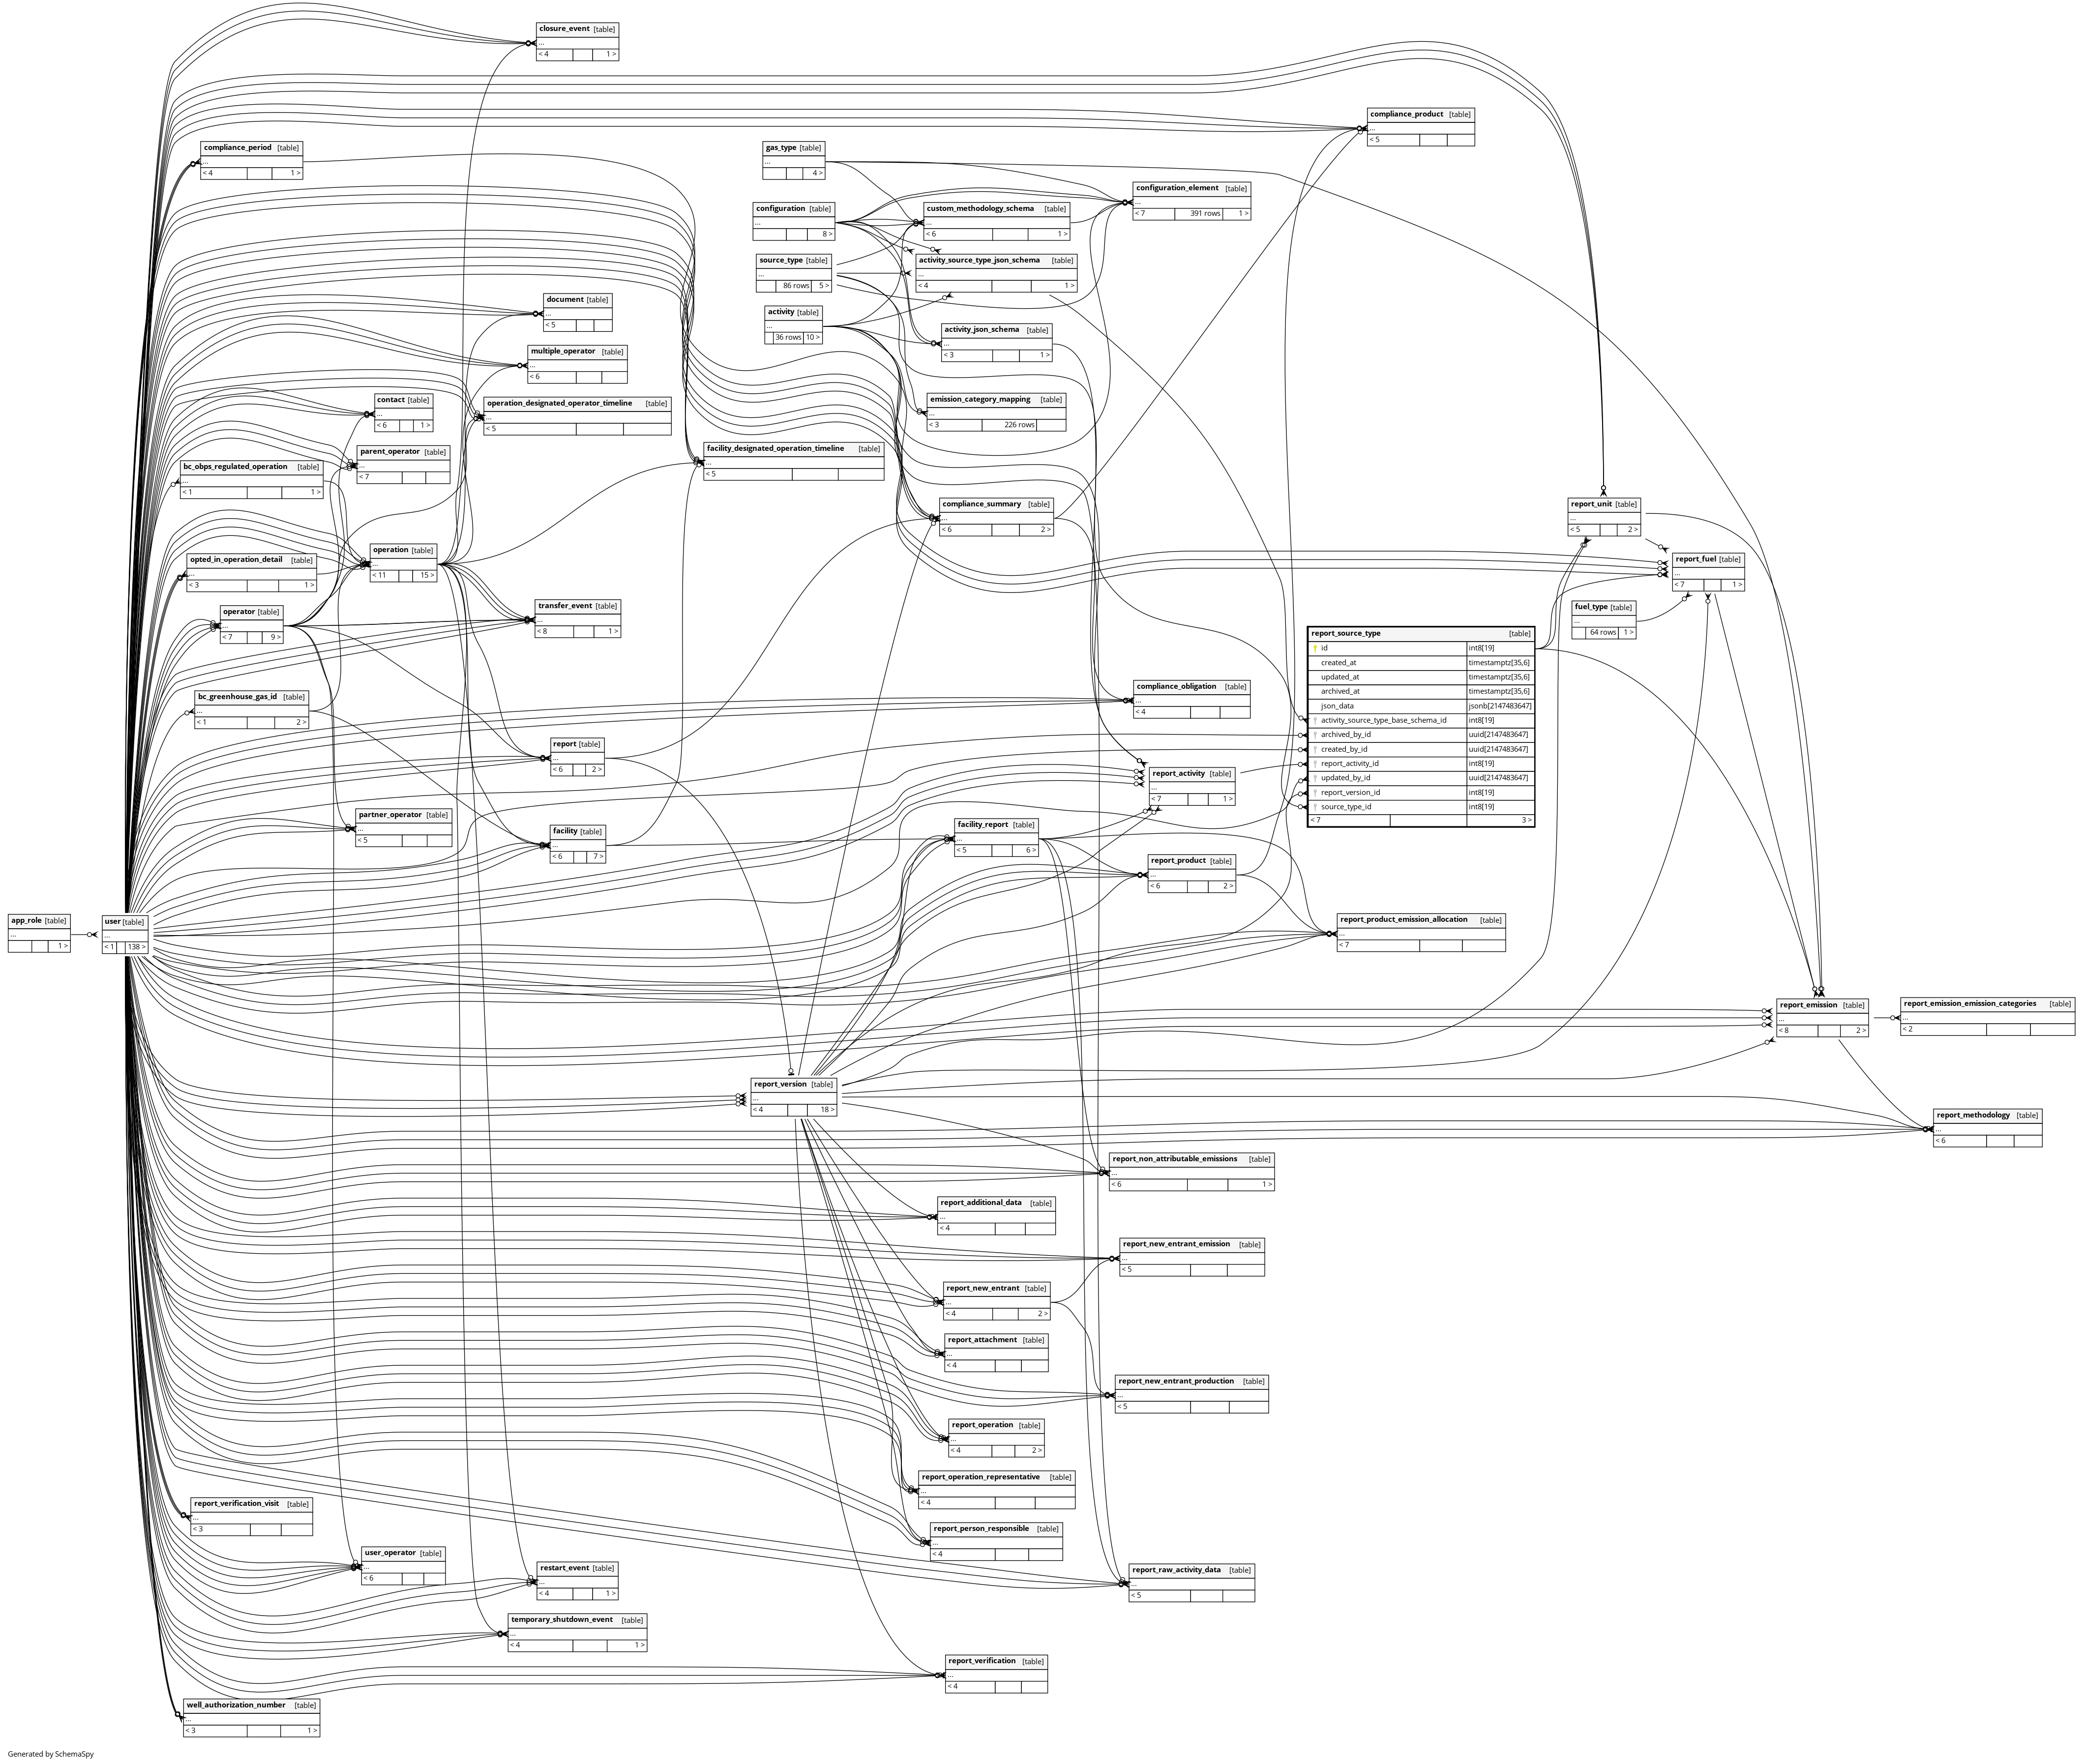 closure_event [table]
...
< 4 1 >
compliance_product [table]
...
< 5
compliance_period [table]
...
< 4 1 >
gas_type [table]
...
4 >
configuration_element [table]
...
< 7 391 rows 1 >
configuration [table]
...
8 >
custom_methodology_schema [table]
...
< 6 1 >
source_type [table]
...
86 rows 5 >
activity_source_type_json_schema [table]
...
< 4 1 >
document [table]
...
< 5
activity [table]
...
36 rows 10 >
activity_json_schema [table]
...
< 3 1 >
multiple_operator [table]
...
< 6
contact [table]
...
< 6 1 >
operation_designated_operator_timeline [table]
...
< 5
emission_category_mapping [table]
...
< 3 226 rows
parent_operator [table]
...
< 7
facility_designated_operation_timeline [table]
...
< 5
bc_obps_regulated_operation [table]
...
< 1 1 >
compliance_summary [table]
...
< 6 2 >
report_unit [table]
...
< 5 2 >
operation [table]
...
< 11 15 >
opted_in_operation_detail [table]
...
< 3 1 >
report_fuel [table]
...
< 7 1 >
operator [table]
...
< 7 9 >
transfer_event [table]
...
< 8 1 >
fuel_type [table]
...
64 rows 1 >
report_source_type [table]
id int8[19]
created_at timestamptz[35,6]
updated_at timestamptz[35,6]
archived_at timestamptz[35,6]
json_data jsonb[2147483647]
activity_source_type_base_schema_id int8[19]
archived_by_id uuid[2147483647]
created_by_id uuid[2147483647]
report_activity_id int8[19]
updated_by_id uuid[2147483647]
report_version_id int8[19]
source_type_id int8[19]
< 7 3 >
bc_greenhouse_gas_id [table]
...
< 1 2 >
compliance_obligation [table]
...
< 4
report [table]
...
< 6 2 >
report_activity [table]
...
< 7 1 >
partner_operator [table]
...
< 5
facility [table]
...
< 6 7 >
facility_report [table]
...
< 5 6 >
report_product [table]
...
< 6 2 >
app_role [table]
...
1 >
user [table]
...
< 1 138 >
report_product_emission_allocation [table]
...
< 7
report_emission [table]
...
< 8 2 >
report_emission_emission_categories [table]
...
< 2
report_version [table]
...
< 4 18 >
report_methodology [table]
...
< 6
report_non_attributable_emissions [table]
...
< 6 1 >
report_additional_data [table]
...
< 4
report_new_entrant_emission [table]
...
< 5
report_new_entrant [table]
...
< 4 2 >
report_attachment [table]
...
< 4
report_new_entrant_production [table]
...
< 5
report_operation [table]
...
< 4 2 >
report_operation_representative [table]
...
< 4
report_verification_visit [table]
...
< 3
report_person_responsible [table]
...
< 4
user_operator [table]
...
< 6
restart_event [table]
...
< 4 1 >
report_raw_activity_data [table]
...
< 5
temporary_shutdown_event [table]
...
< 4 1 >
report_verification [table]
...
< 4
well_authorization_number [table]
...
< 3 1 >
Generated by SchemaSpy